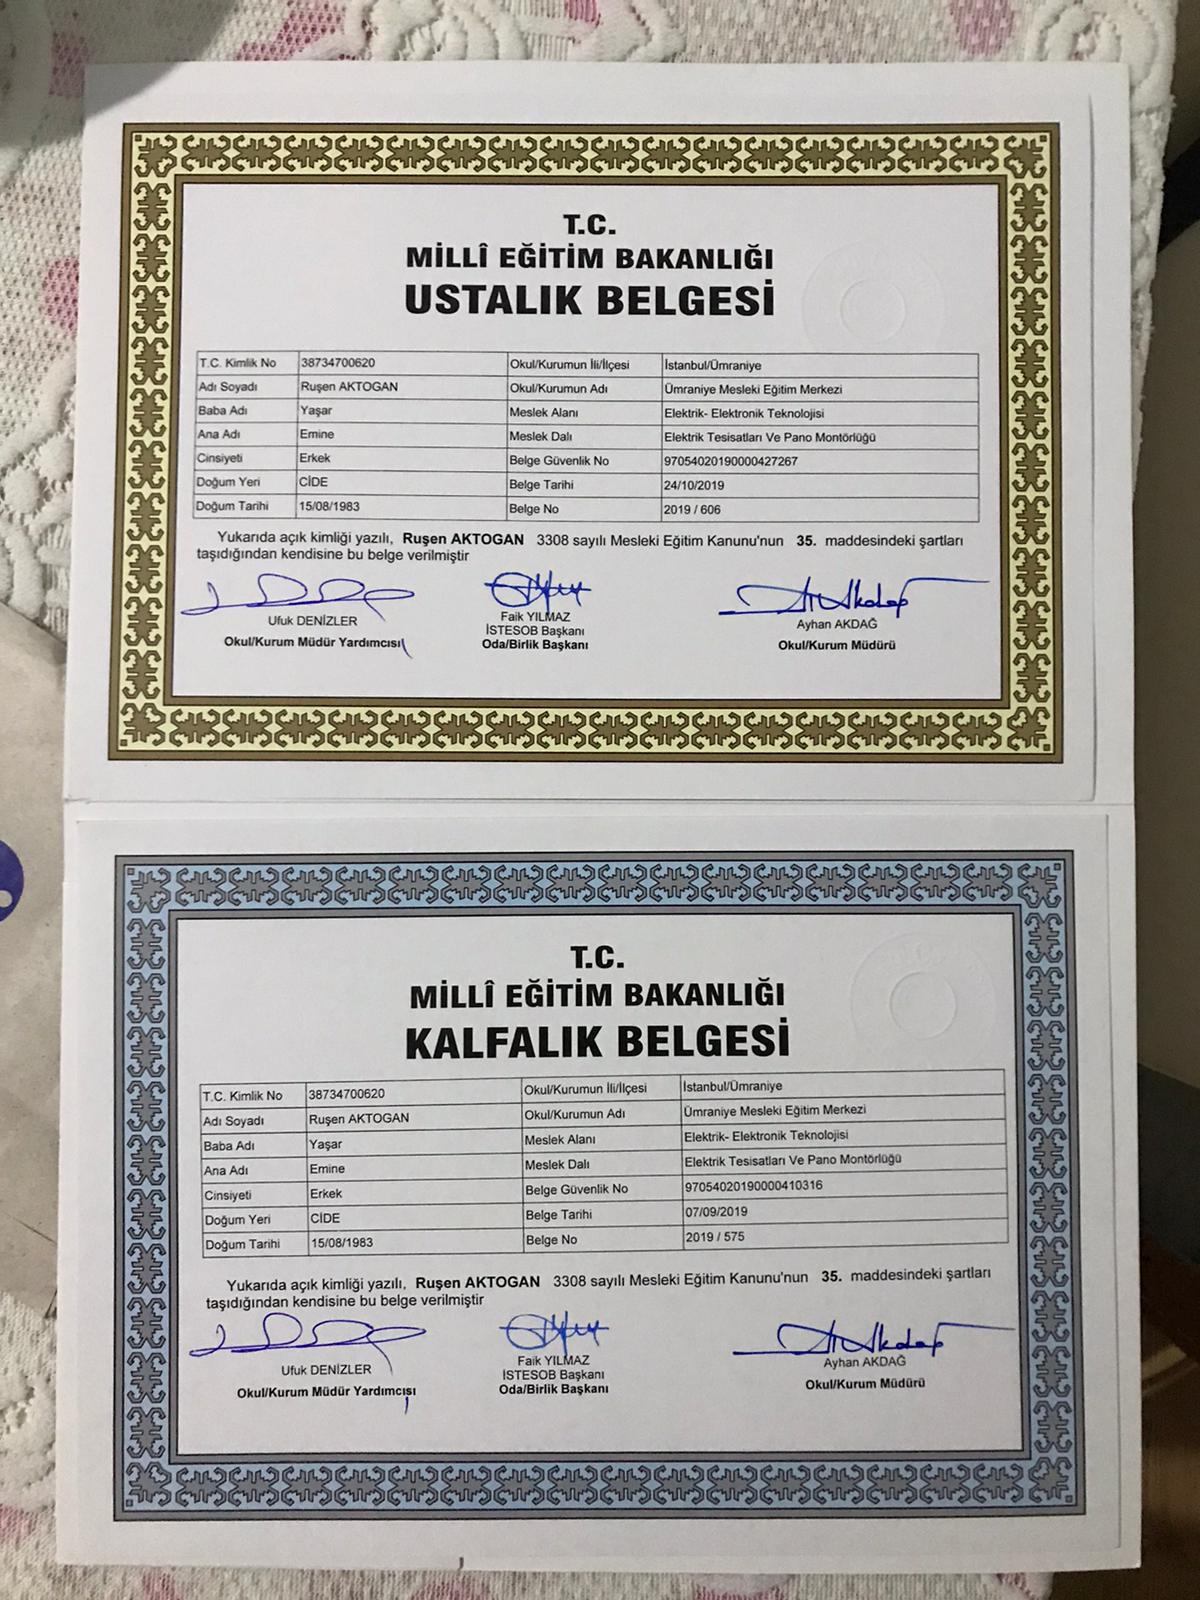 T.C.
MİLLÎ EĞİTİM BAKANLIĞI
USTALIK BELGESİ
T.C. Kimlik No 38734700620 Okul/Kurumun İli/İlçesi İstanbul/Ümraniye
Adı Soyadı Ruşen AKTOGAN Okul/Kurumun Adı Ümraniye Mesleki Eğitim Merkezi
Baba Adı Yaşar Meslek Alanı Elektrik- Elektronik Teknolojisi
Ana Adı Emine Meslek Dalı Elektrik Tesisatları Ve Pano Montörlüğü
Cinsiyeti Erkek Belge Güvenlik No 97054020190000427267
Doğum Yeri CİDE Belge Tarihi 24/10/2019
Doğum Tarihi 15/08/1983 Belge No 2019 / 606
Yukarıda açık kimliği yazılı, Ruşen AKTOGAN 3308 sayılı Mesleki Eğitim Kanunu'nun 35. maddesindeki şartları
taşıdığından kendisine bu belge verilmiştir
Ufuk DENİZLER Faik YILMAZ Ayhan AKDAĞ
İSTESOB Başkanı
Okul/Kurum Müdür Yardımcısı Oda/Birlik Başkanı Okul/Kurum Müdürü
T.C.
MİLLÎ EĞİTİM BAKANLIĞI
KALFALIK BELGESİ
T.C. Kimlik No 38734700620 Okul/Kurumun İli/İlçesi İstanbul/Ümraniye
Adı Soyadı Ruşen AKTOGAN Okul/Kurumun Adı Ümraniye Mesleki Eğitim Merkezi
Baba Adı Yaşar Meslek Alanı Elektrik- Elektronik Teknolojisi
Ana Adı Emine Meslek Dalı Elektrik Tesisatları Ve Pano Montörlüğü
Cinsiyeti Erkek Belge Güvenlik No 97054020190000410316
Doğum Yeri CİDE Belge Tarihi 07/09/2019
Doğum Tarihi 15/08/1983 Belge No 2019 / 575
Yukarıda açık kimliği yazılı, Ruşen AKTOGAN 3308 sayılı Mesleki Eğitim Kanunu'nun 35. maddesindeki şartları
taşıdığından kendisine bu belge verilmiştir
Ufuk DENİZLER Faik YILMAZ Ayhan AKDAĞ
İSTESOB Başkanı
Okul/Kurum Müdür Yardımcısı Oda/Birlik Başkanı Okul/Kurum Müdürü